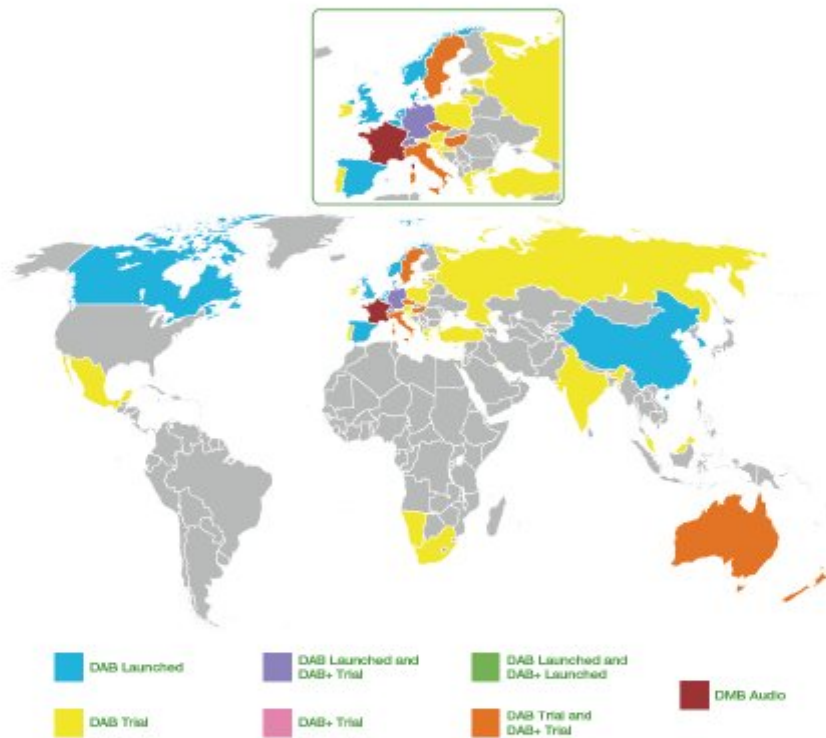 DAB Launched
DAB Launched and
DAB+ Trial
DAB Launched and
DAB+ Launched
DMB Audio
DAB Trial
DAB+ Trial
DAB Trial and
DAB+ Trial